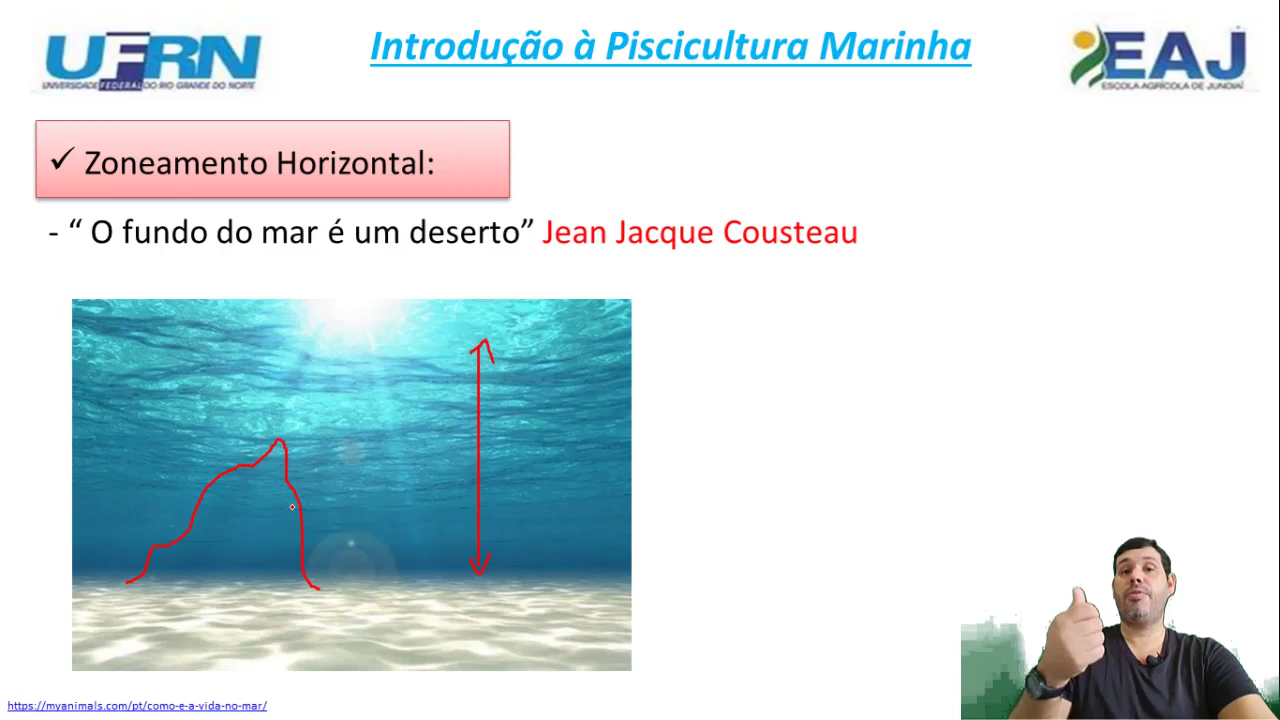 UFRN
UNIVERSIDADE FEDERAL DO RIO GRANDE DO NORTE
Introdução à Piscicultura Marinha
EAJ
ESCOLA AGRÍCOLA DE JUNDIAÍ
✓ Zoneamento Horizontal:
- “ O fundo do mar é um deserto” Jean Jacque Cousteau
https://myanimals.com/pt/como-e-a-vida-no-mar/